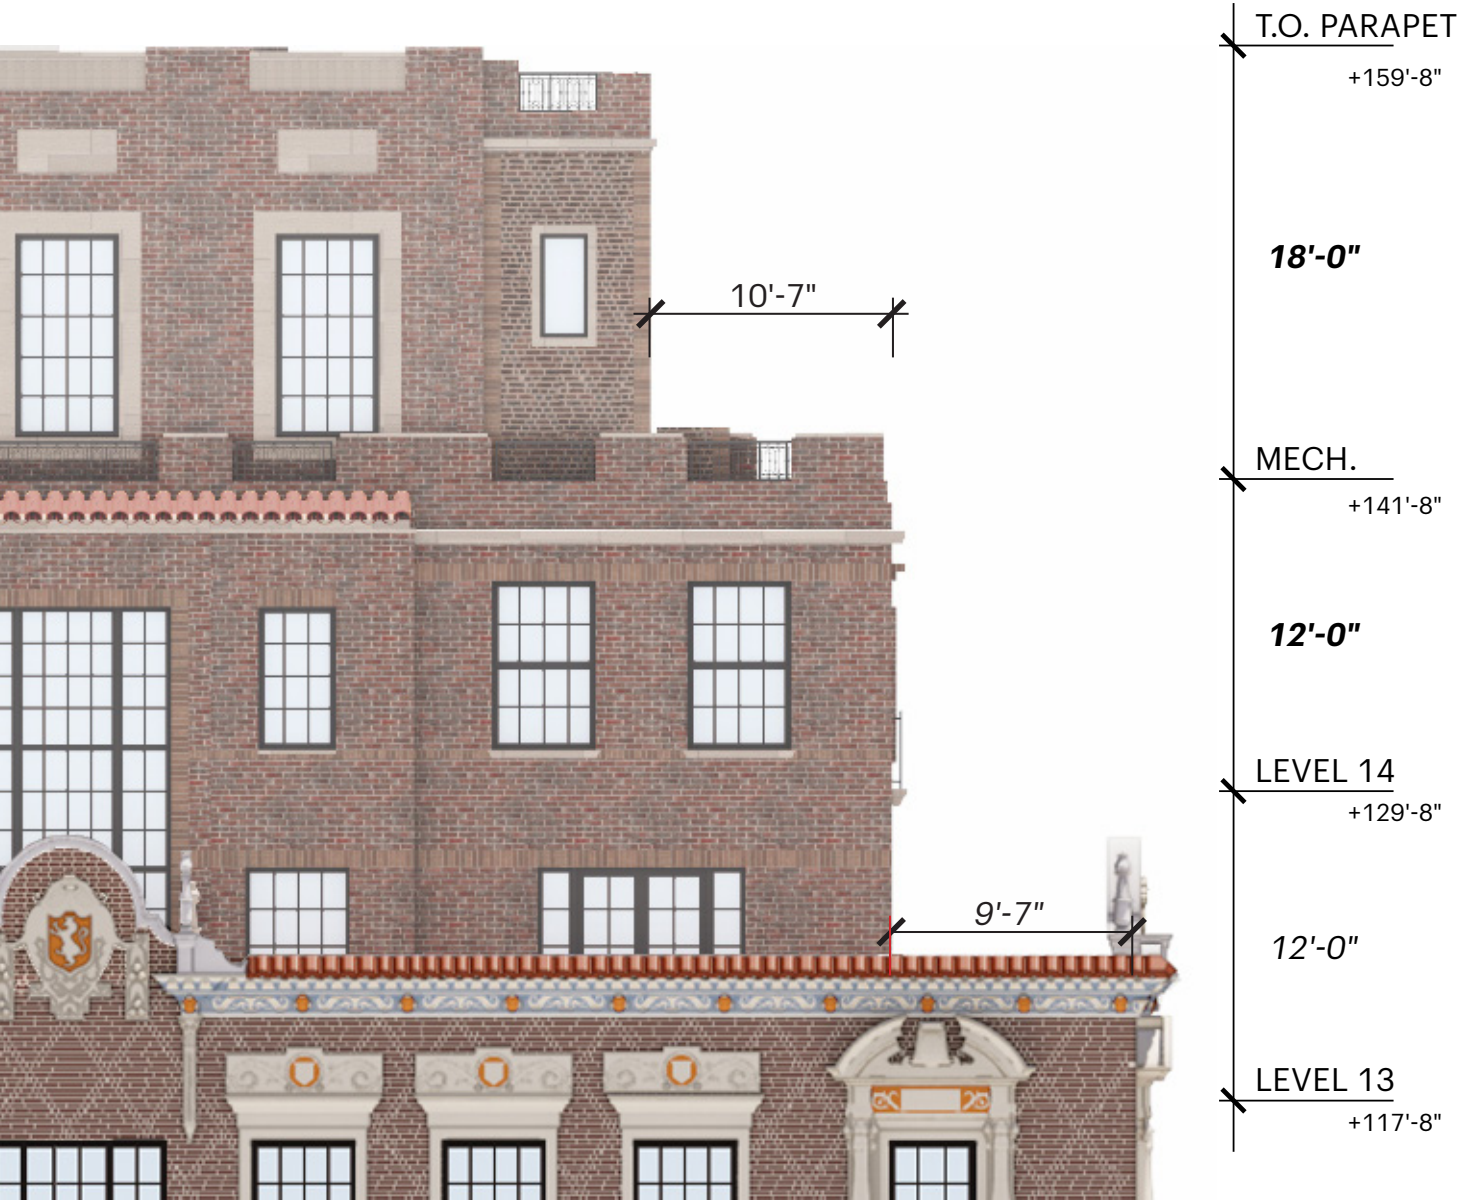 T.O. PARAPET
+159'-8"
18'-0"
10'-7"
MECH.
+141'-8"
12'-0"
LEVEL 14
+129'-8"
9'-7"
12'-0"
LEVEL 13
+117'-8"